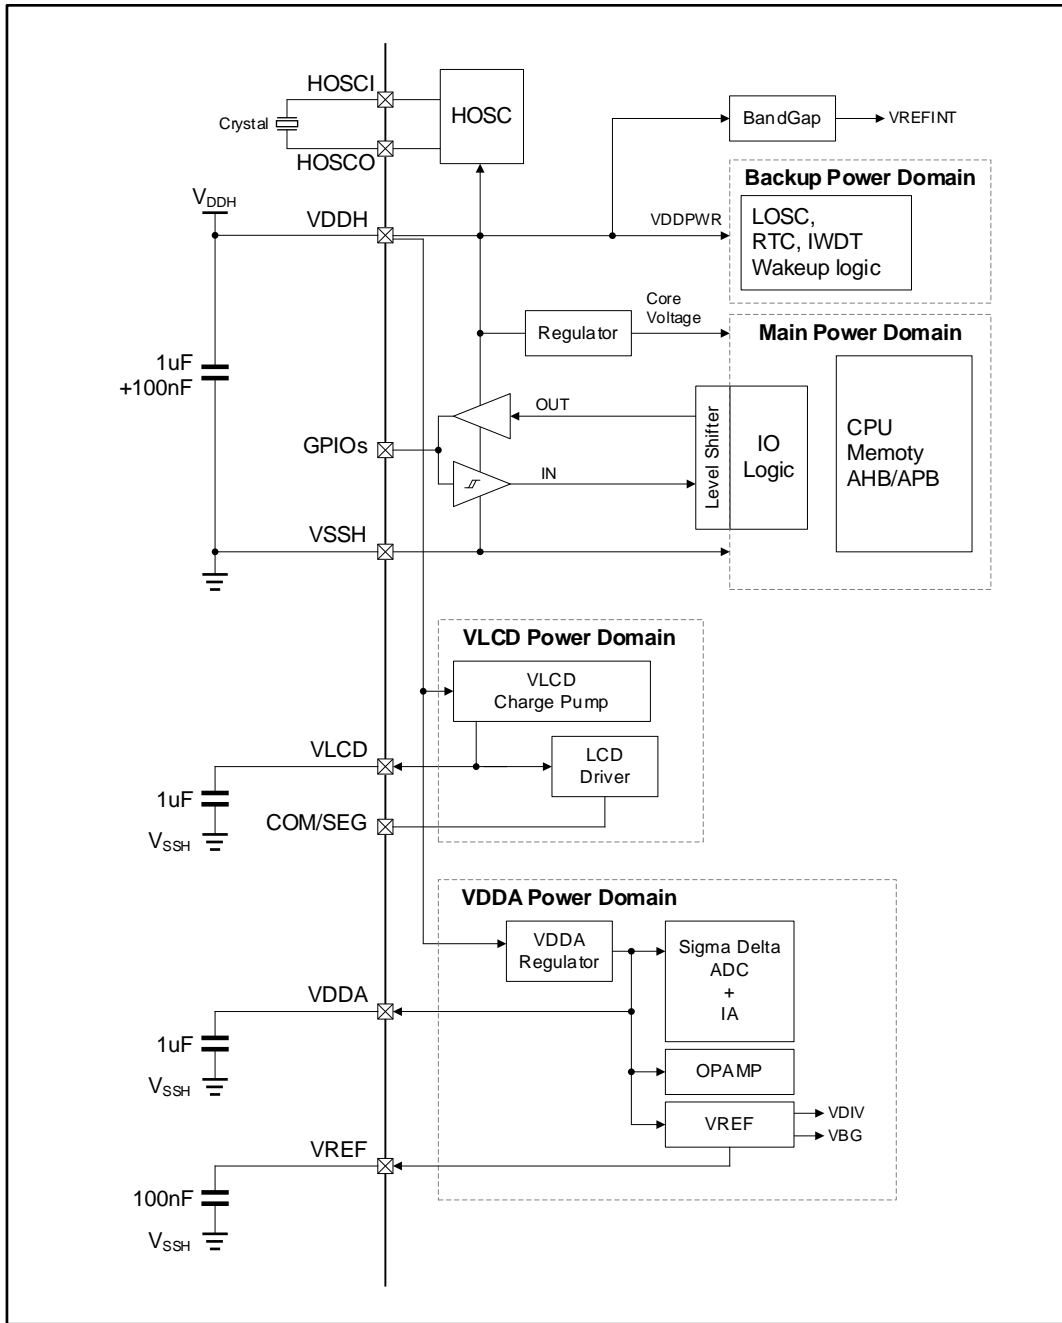 HOSCI
HOSC
Crystal
HOSCO
BandGap
VREFINT
Backup Power Domain
VDDH
VDDH
VDDPWR
LOSC,
RTC, IWDT
Wakeup logic
Core
Voltage
Regulator
Main Power Domain
1uF
+100nF
OUT
GPIOs
IN
Level Shifter
IO
Logic
CPU
Memoty
AHB/APB
VSSH
VLCD Power Domain
VLCD
Charge Pump
VLCD
LCD
Driver
1uF
VSSH
COM/SEG
VDDA Power Domain
VDDA
Regulator
Sigma Delta
ADC
+
IA
VDDA
1uF
VSSH
OPAMP
VREF
VDIV
VBG
VREF
100nF
VSSH